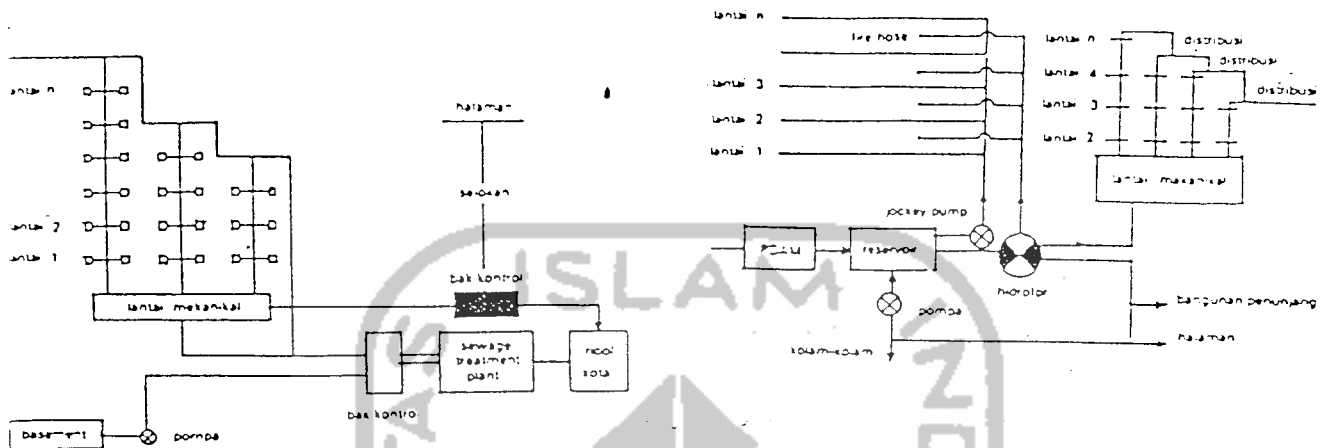 lantai n
lantai 2
lantai 1
lantai mekanikal
basement
pompa
halaman
selokan
bak kontrol
bak kontrol
sewage
treatment
plant
riool
kota
lantai n
fire hose
lantai 3
lantai 2
lantai 1
jockey pump
reservoir
hidrofor
pompa
kolam-kolam
lantai n
lantai 4
lantai 3
lantai 2
distribusi
distribusi
distribusi
lantai mekanikal
bangunan penunjang
halaman
ISLAM